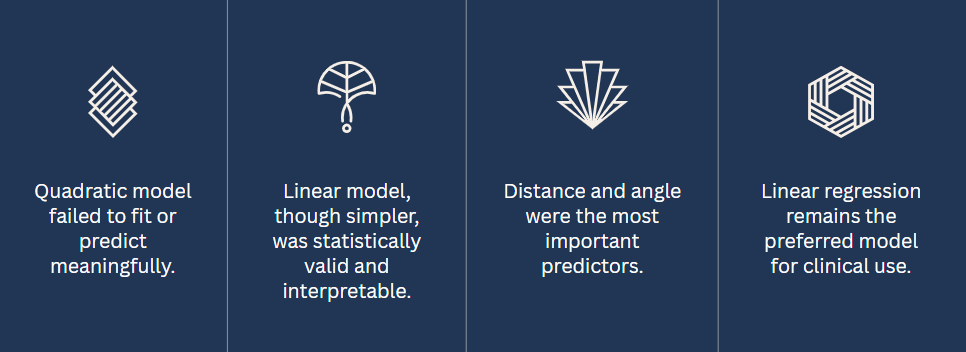 Quadratic model
failed to fit or
predict
meaningfully.
Linear model,
though simpler,
was statistically
valid and
interpretable.
Distance and angle
were the most
important
predictors.
Linear regression
remains the
preferred model
for clinical use.